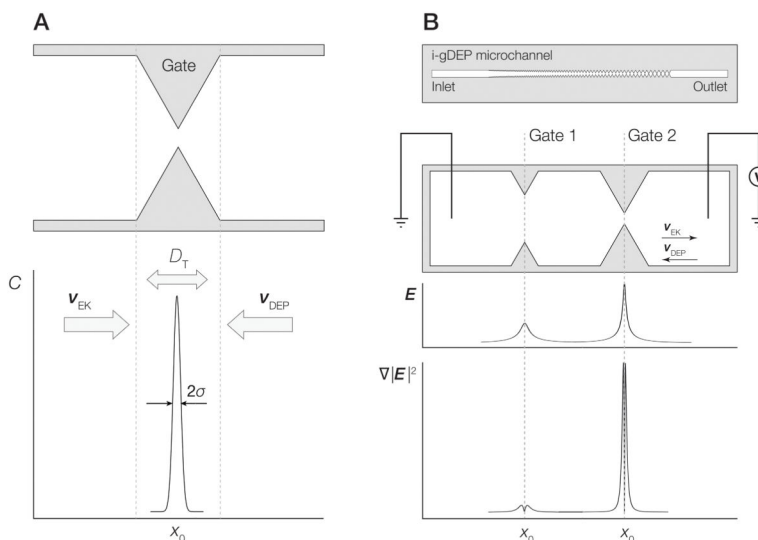 A
Gate
C
D_T
v_EK
v_DEP
2σ
x_0
B
i-gDEP microchannel
Inlet
Outlet
Gate 1
Gate 2
V
v_EK
v_DEP
E
∇|E|²
x_0
x_0